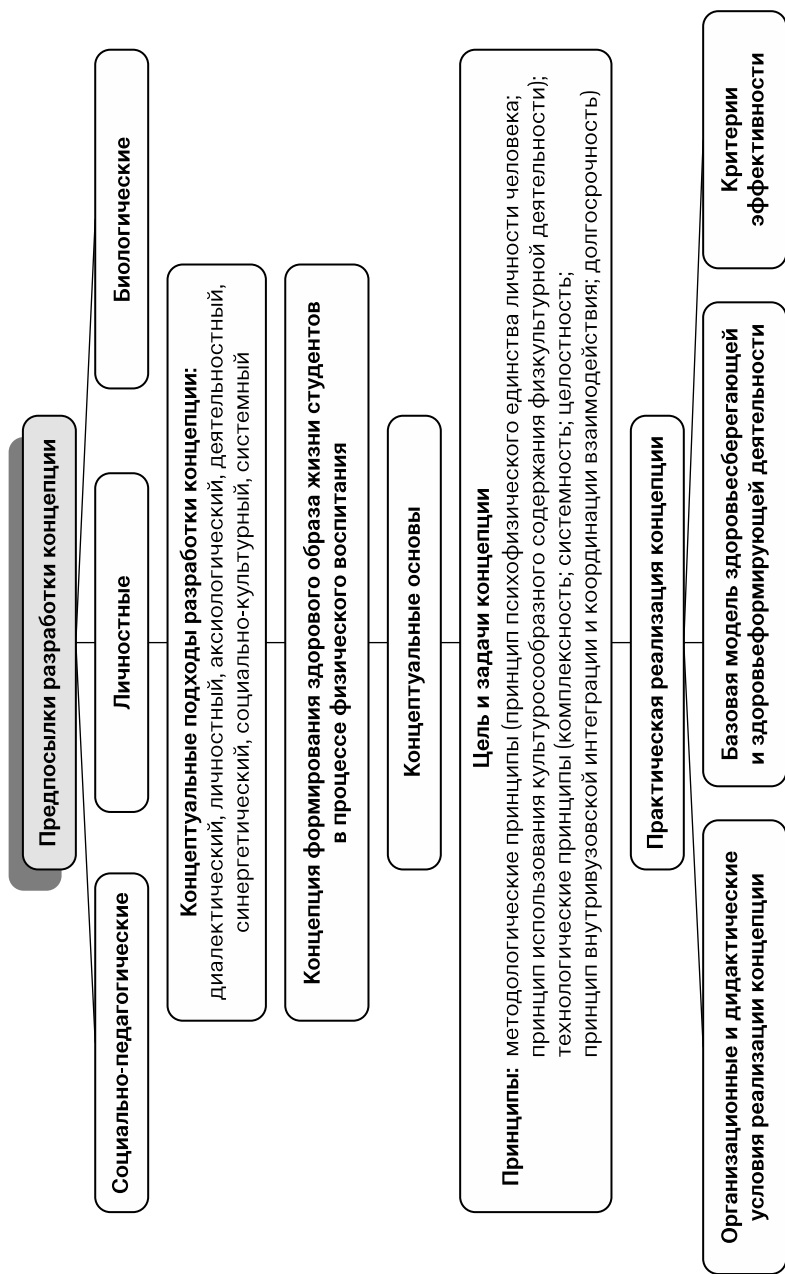 Предпосылки разработки концепции
Социально-педагогические
Личностные
Биологические
Концептуальные подходы разработки концепции:
диалектический, личностный, аксиологический, деятельностный,
синергетический, социально-культурный, системный
Концепция формирования здорового образа жизни студентов
в процессе физического воспитания
Концептуальные основы
Цель и задачи концепции
Принципы: методологические принципы (принцип психофизического единства личности человека;
принцип использования культуросообразного содержания физкультурной деятельности);
технологические принципы (комплексность; системность; целостность;
принцип внутривузовской интеграции и координации взаимодействия; долгосрочность)
Практическая реализация концепции
Организационные и дидактические
условия реализации концепции
Базовая модель здоровьесберегающей
и здоровьеформирующей деятельности
Критерии
эффективности